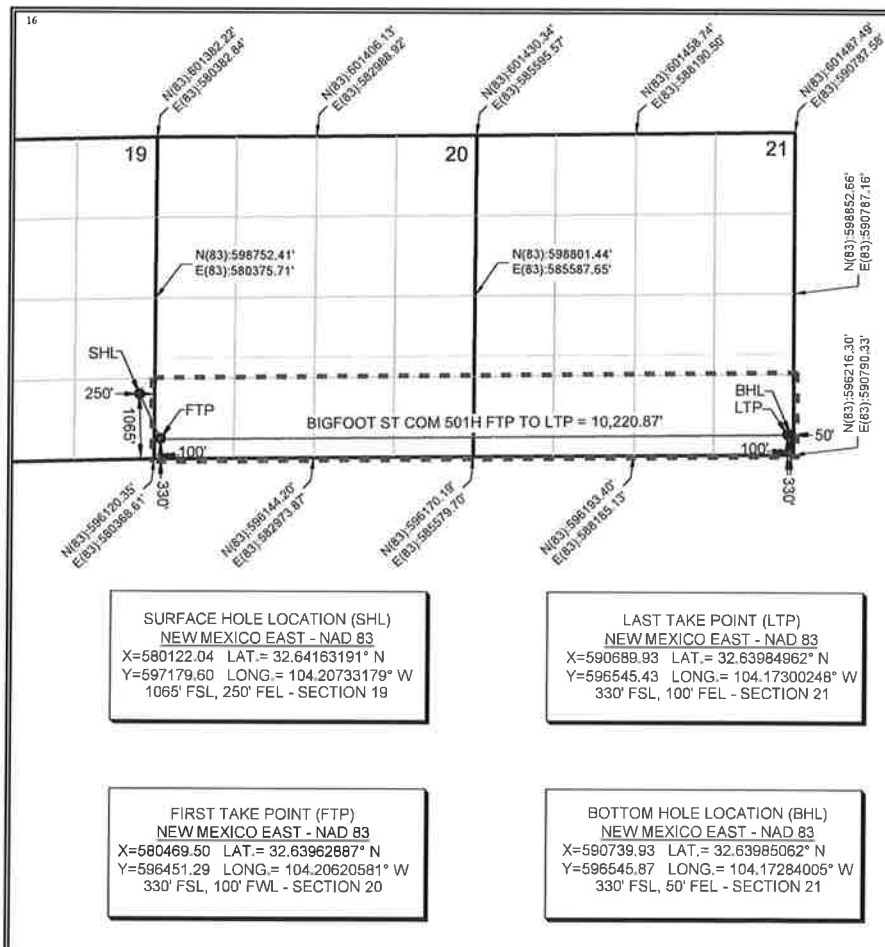 16
N(83):601382.22'
E(83):580382.84'
N(83):601406.13'
E(83):582988.92'
N(83):601430.34'
E(83):585595.57'
N(83):601458.74'
E(83):588190.50'
N(83):601487.49'
E(83):590787.58'
19
20
21
N(83):598752.41'
E(83):580375.71'
N(83):598801.44'
E(83):585587.65'
N(83):598852.66'
E(83):590787.16'
SHL
250'
1065'
FTP
BIGFOOT ST COM 501H FTP TO LTP = 10,220.87'
BHL
LTP
50'
100'
100'
330'
330'
N(83):596216.30'
E(83):590790.33'
N(83):596120.35'
E(83):580368.61'
N(83):596144.20'
E(83):582973.87'
N(83):596170.19'
E(83):585579.70'
N(83):596193.40'
E(83):588185.13'
SURFACE HOLE LOCATION (SHL)
NEW MEXICO EAST - NAD 83
X=580122.04 LAT.= 32.64163191° N
Y=597179.60 LONG.= 104.20733179° W
1065' FSL, 250' FEL - SECTION 19
LAST TAKE POINT (LTP)
NEW MEXICO EAST - NAD 83
X=590689.93 LAT.= 32.63984962° N
Y=596545.43 LONG.= 104.17300248° W
330' FSL, 100' FEL - SECTION 21
FIRST TAKE POINT (FTP)
NEW MEXICO EAST - NAD 83
X=580469.50 LAT.= 32.63962887° N
Y=596451.29 LONG.= 104.20620581° W
330' FSL, 100' FWL - SECTION 20
BOTTOM HOLE LOCATION (BHL)
NEW MEXICO EAST - NAD 83
X=590739.93 LAT.= 32.63985062° N
Y=596545.87 LONG.= 104.17284005° W
330' FSL, 50' FEL - SECTION 21